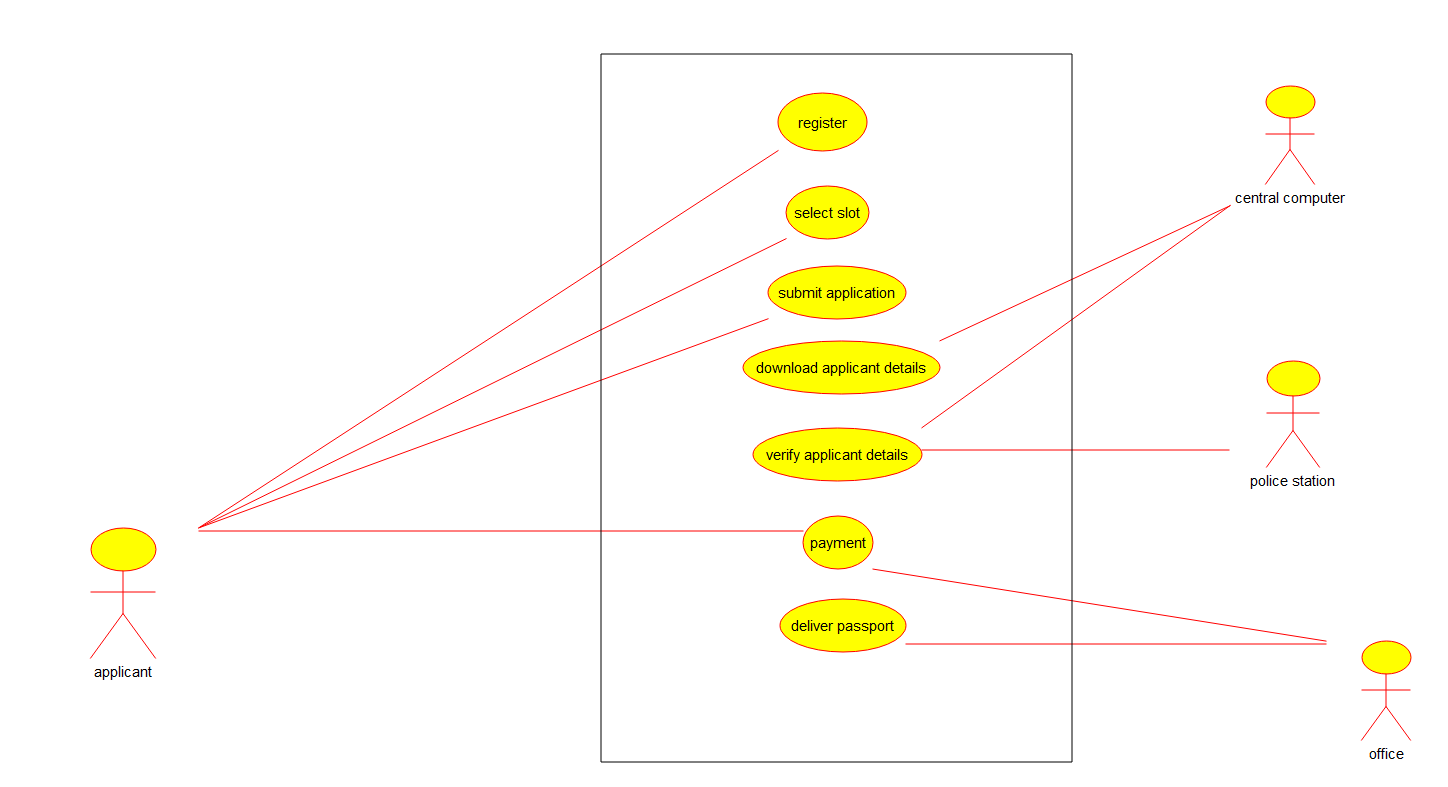 register
central computer
select slot
submit application
download applicant details
verify applicant details
police station
payment
deliver passport
applicant
office